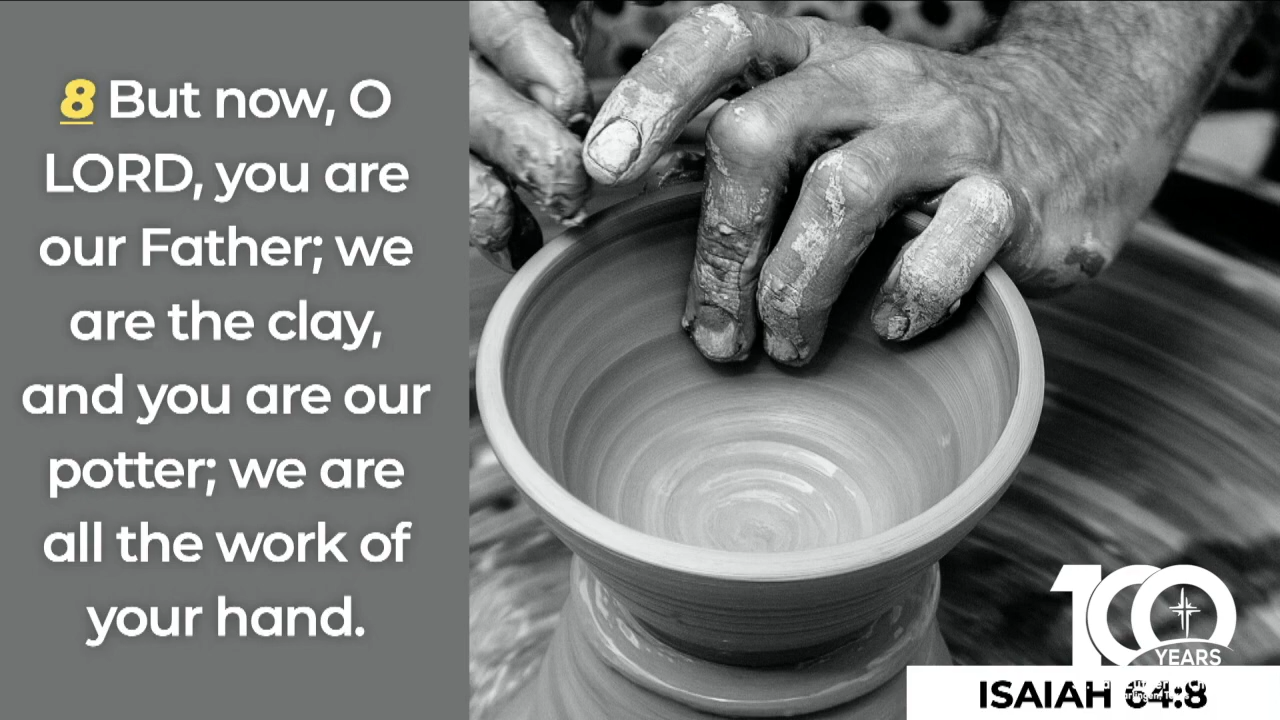 8 But now, O
LORD, you are
our Father; we
are the clay,
and you are our
potter; we are
all the work of
your hand.
100
YEARS
ISAIAH 64:8